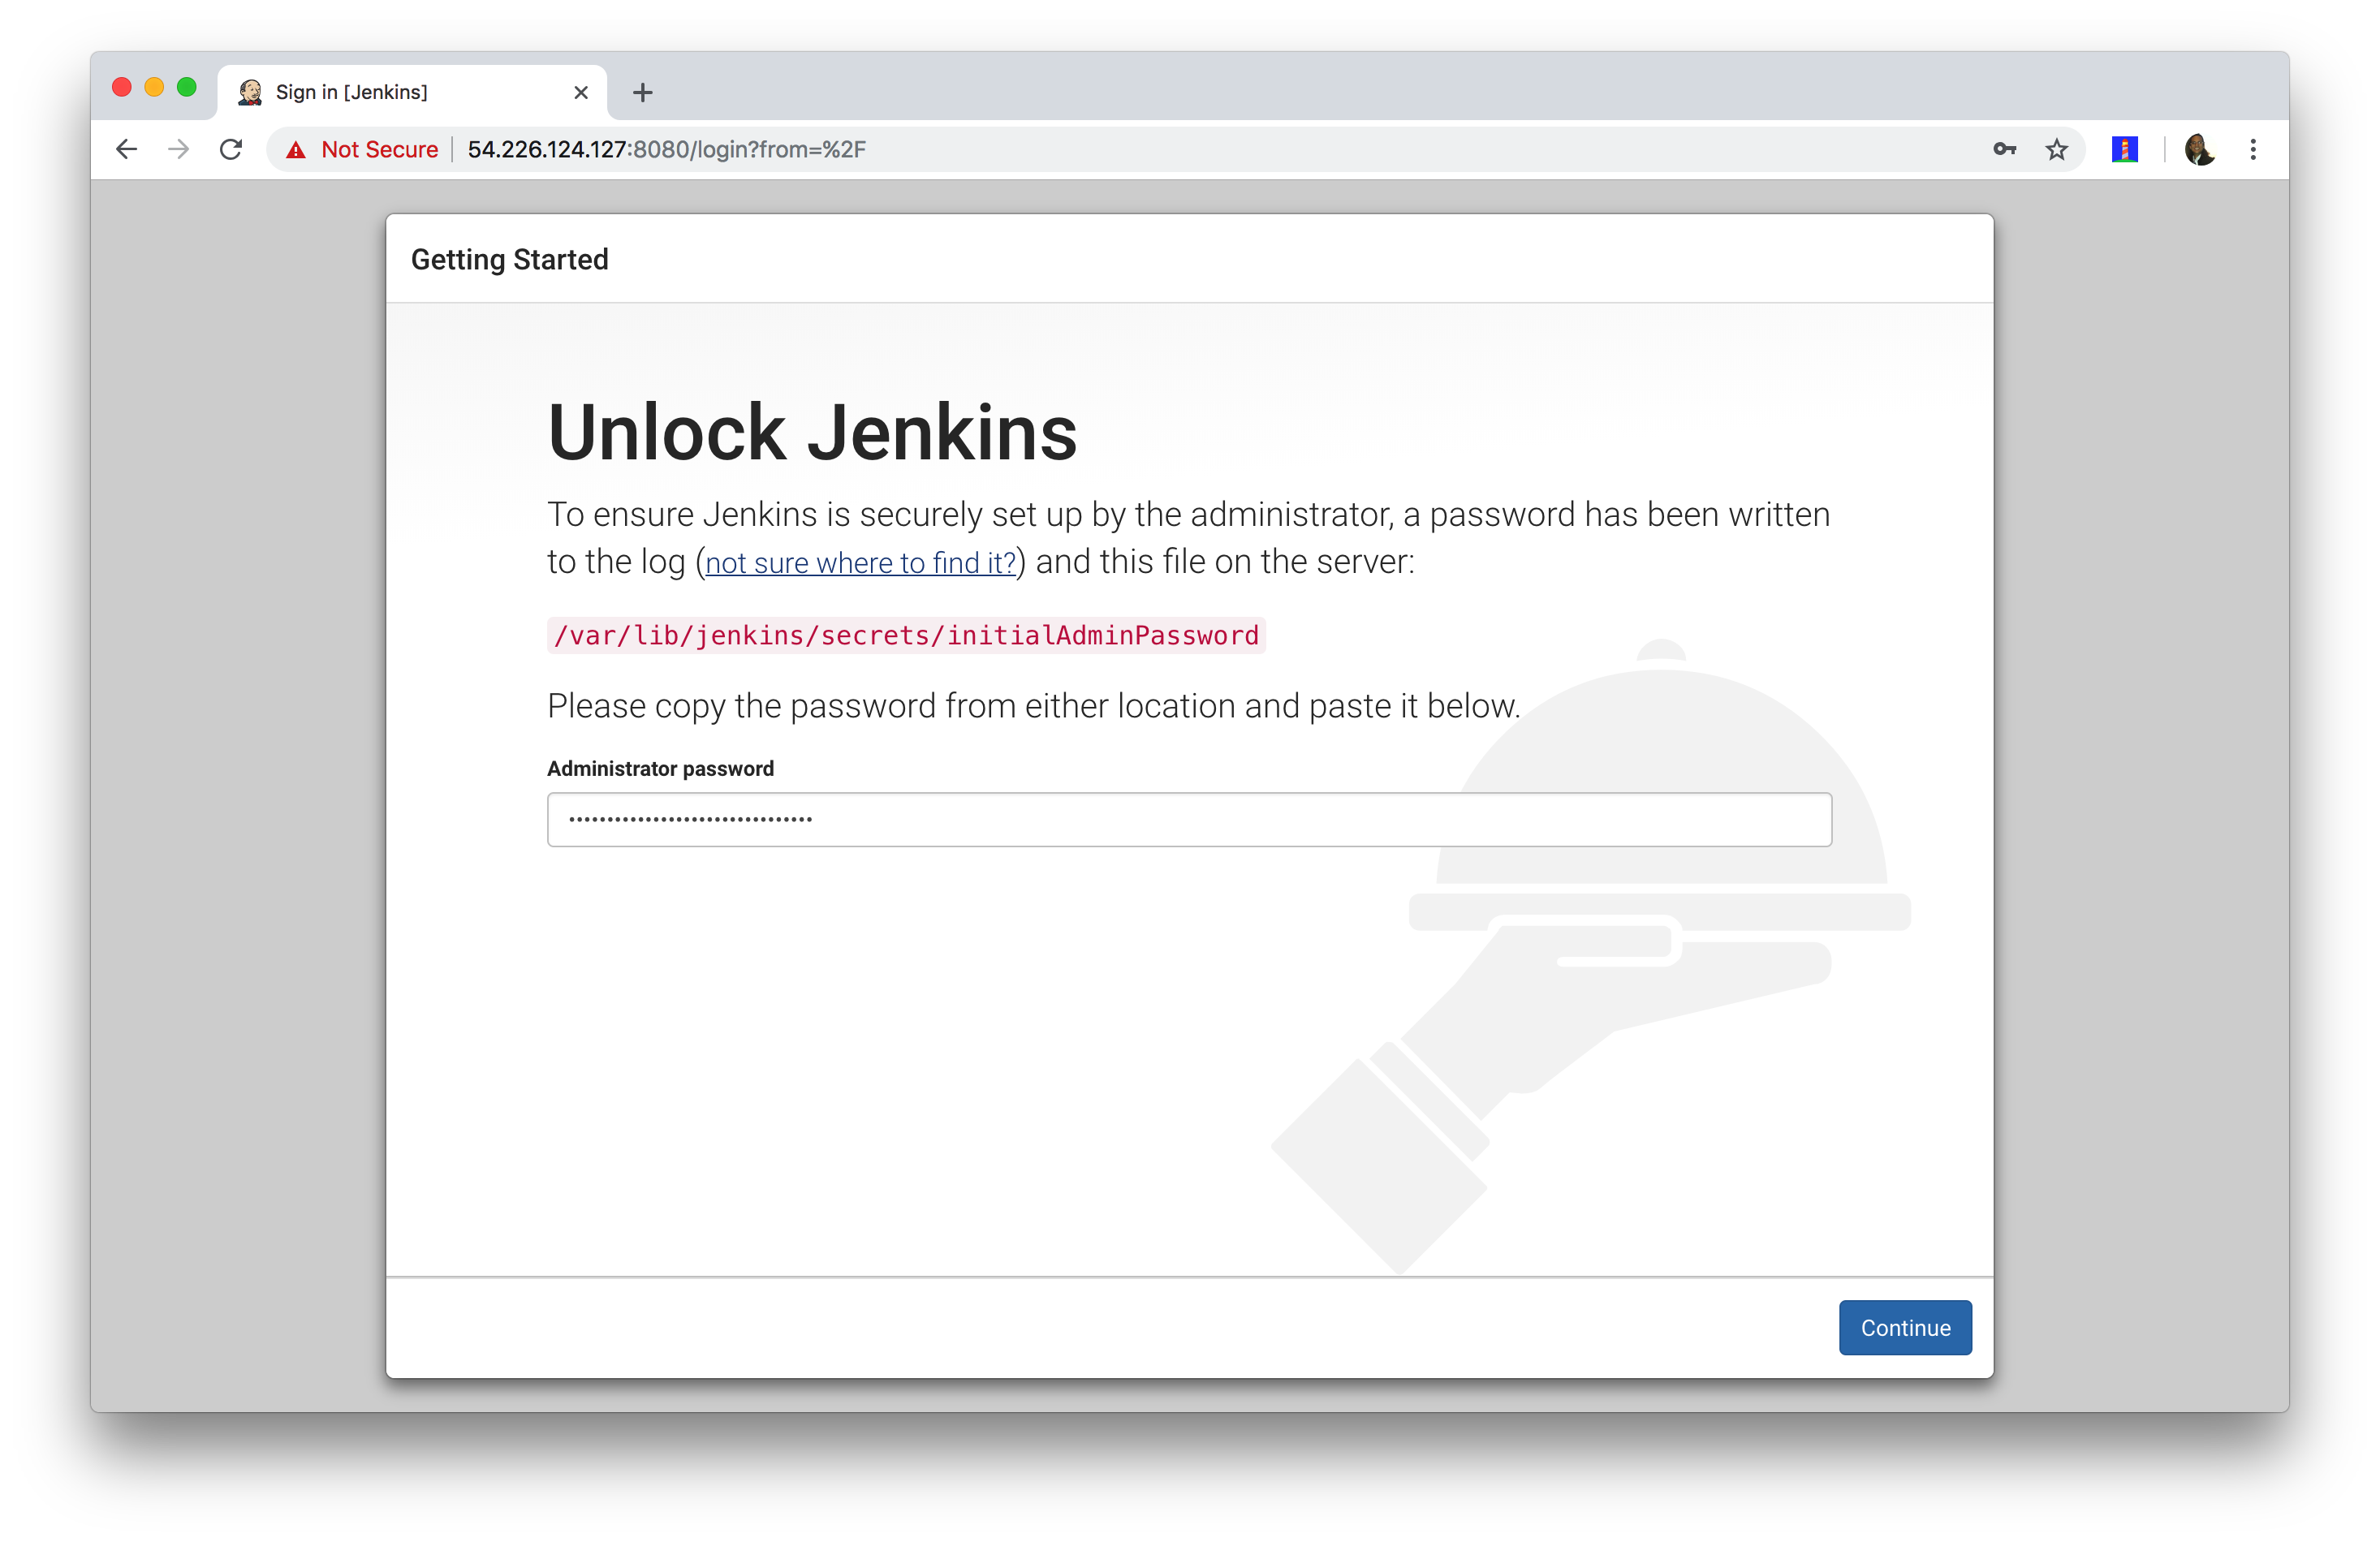 Sign in [Jenkins]
Not Secure
54.226.124.127:8080/login?from=%2F
Getting Started
Unlock Jenkins
To ensure Jenkins is securely set up by the administrator, a password has been written
to the log (not sure where to find it?) and this file on the server:
/var/lib/jenkins/secrets/initialAdminPassword
Please copy the password from either location and paste it below.
Administrator password
••••••••••••••••••••••••••••••••
Continue